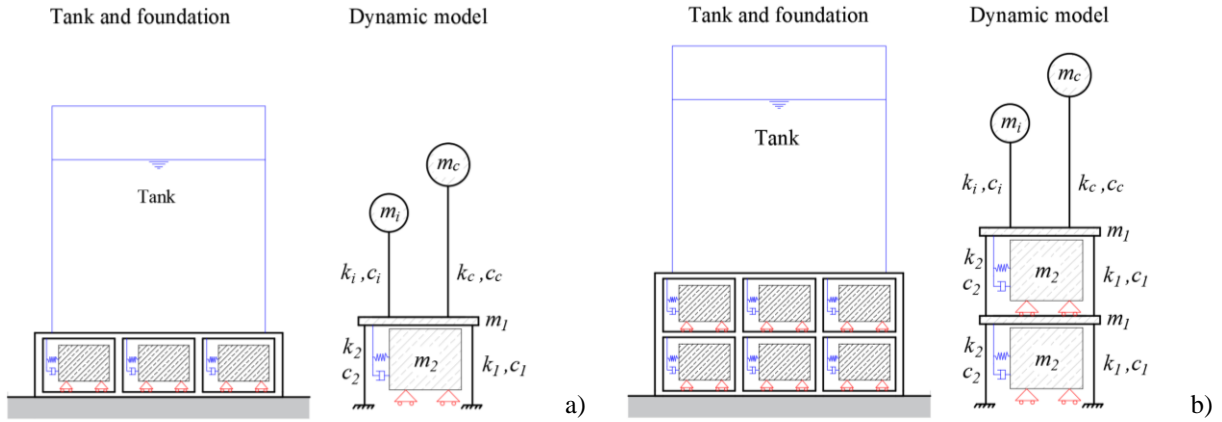 Tank and foundation
Dynamic model
Tank
m_c
m_i
k_i ,c_i
k_c ,c_c
m_1
k_2
c_2
m_2
k_1, c_1
a)
Tank and foundation
Dynamic model
Tank
m_c
m_i
k_i ,c_i
k_c ,c_c
m_1
k_2
c_2
m_2
k_1, c_1
m_1
k_2
c_2
m_2
k_1, c_1
b)